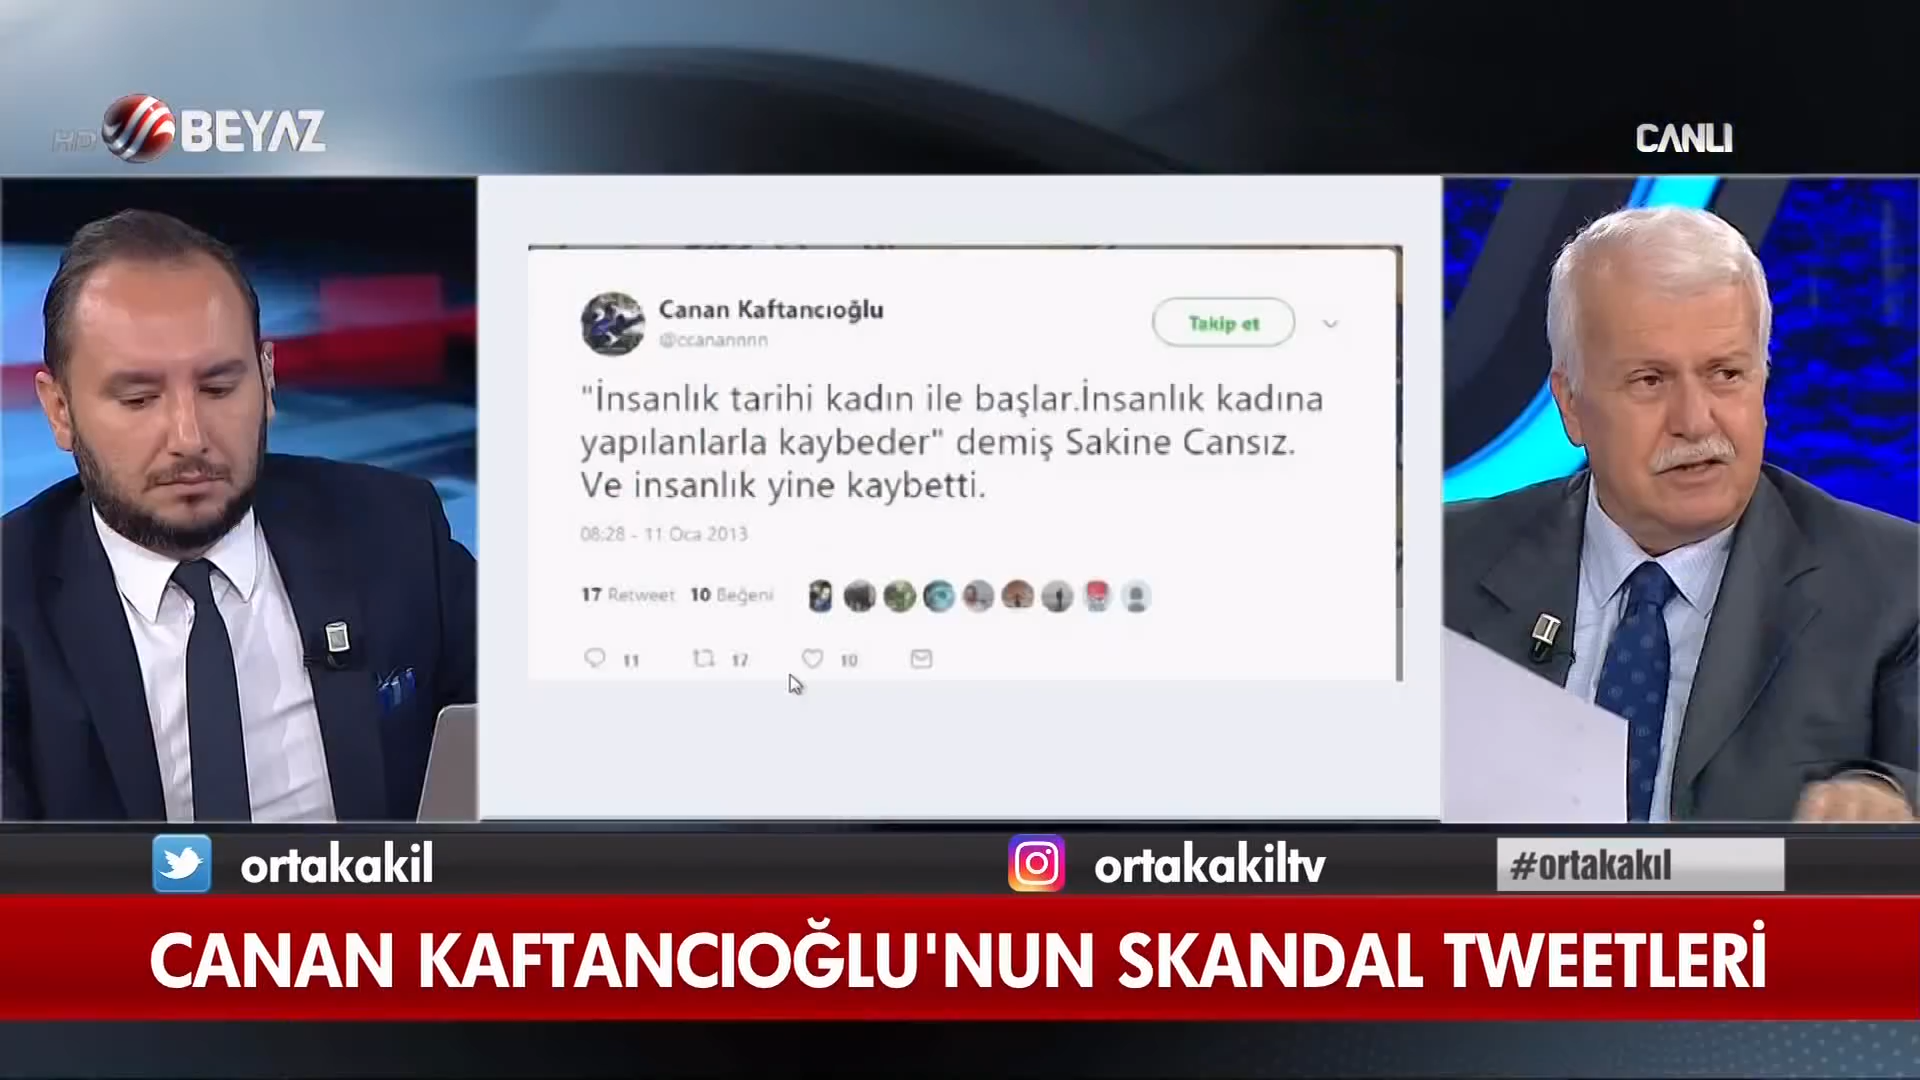 HD BEYAZ
CANLI
Canan Kaftancıoğlu
@ccanannnn
Takip et
"İnsanlık tarihi kadın ile başlar.İnsanlık kadına
yapılanlarla kaybeder" demiş Sakine Cansız.
Ve insanlık yine kaybetti.
08:28 - 11 Oca 2013
17 Retweet 10 Beğeni
11 17 10
ortakakil
ortakakiltv
#ortakakıl
CANAN KAFTANCIOĞLU'NUN SKANDAL TWEETLERİ